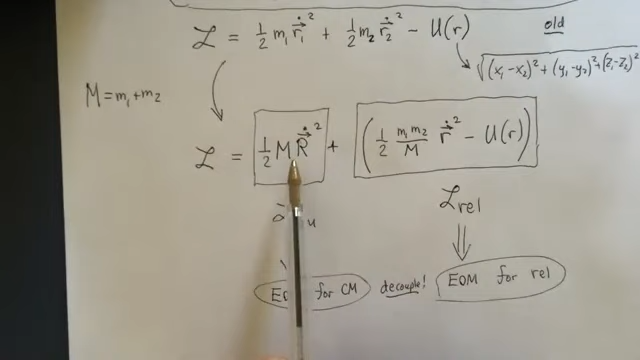 ℒ = ½ m₁ ṙ⃗₁² + ½ m₂ ṙ⃗₂² − U(r)
old
√(x₁−x₂)² + (y₁−y₂)² + (z₁−z₂)²
M = m₁ + m₂
ℒ = ½ M Ṙ⃗² + (½ m₁m₂/M ṙ⃗² − U(r))
ℒrel
for CM decouple! EOM for rel